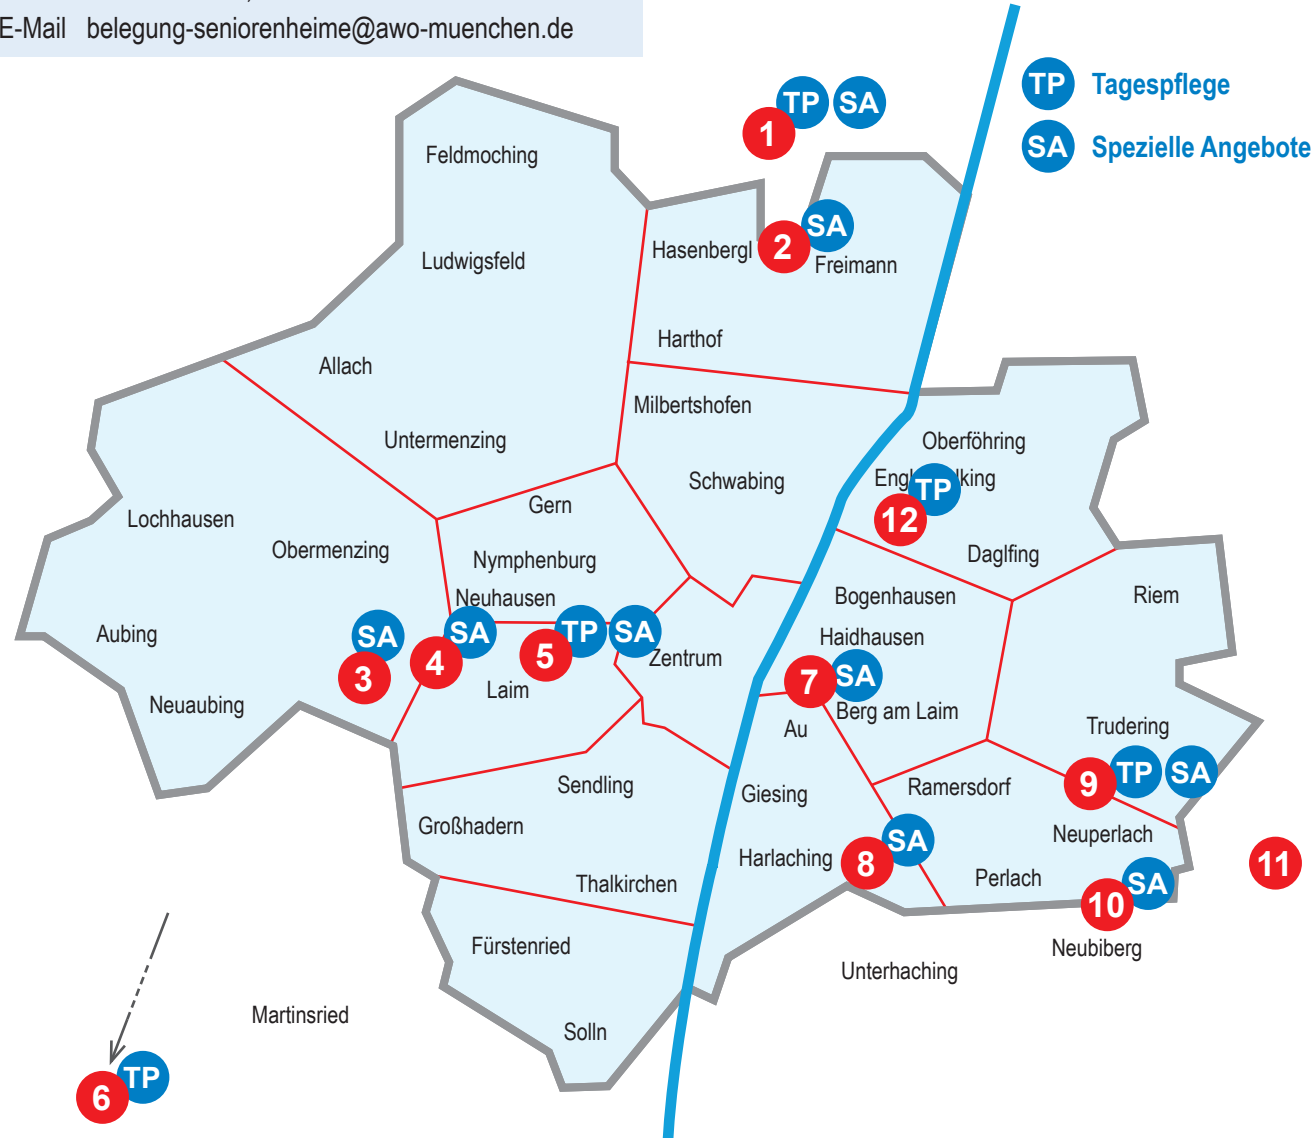 E-Mail belegung-seniorenheime@awo-muenchen.de
TP Tagespflege
SA Spezielle Angebote
TP SA
1
Feldmoching
SA
2
Hasenbergl
Freimann
Ludwigsfeld
Harthof
Allach
Milbertshofen
Untermenzing
Oberföhring
Schwabing
TP
12
Gern
Lochhausen
Obermenzing
Daglfing
Nymphenburg
Neuhausen
Bogenhausen
Riem
Aubing
SA
3
SA
4
TP SA
5
Haidhausen
Zentrum
Laim
7 SA
Neuaubing
Berg am Laim
Au
Trudering
9 TP SA
Sendling
Giesing
Ramersdorf
Großhadern
Neuperlach
Harlaching
SA
8
11
Thalkirchen
Perlach
SA
10
Fürstenried
Neubiberg
Unterhaching
Martinsried
Solln
TP
6